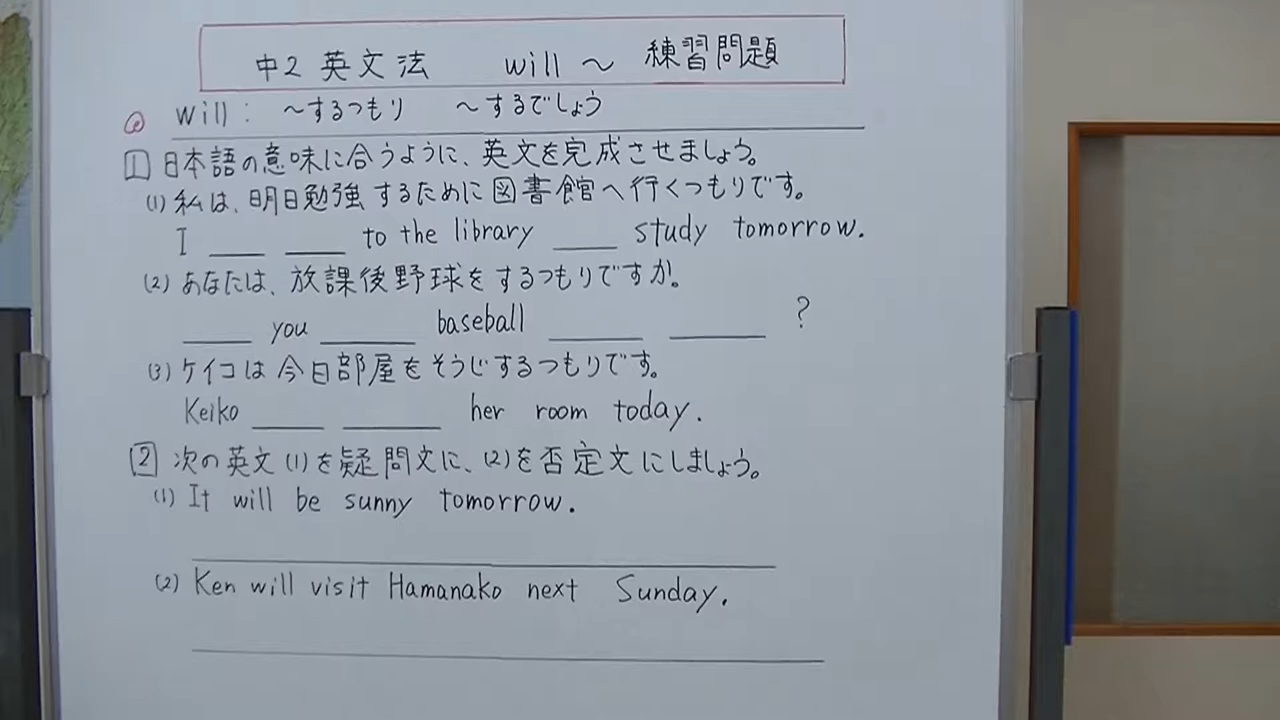 中2 英文法 will ～ 練習問題
◎ will : ～するつもり ～するでしょう
1 日本語の意味に合うように、英文を完成させましょう。
(1) 私は、明日勉強するために図書館へ行くつもりです。
I ____ ____ to the library ____ study tomorrow.
(2) あなたは、放課後野球をするつもりですか。
____ you ____ baseball ____ ____ ?
(3) ケイコは今日部屋をそうじするつもりです。
Keiko ____ ____ her room today.
2 次の英文(1)を疑問文に、(2)を否定文にしましょう。
(1) It will be sunny tomorrow.
(2) Ken will visit Hamanako next Sunday.